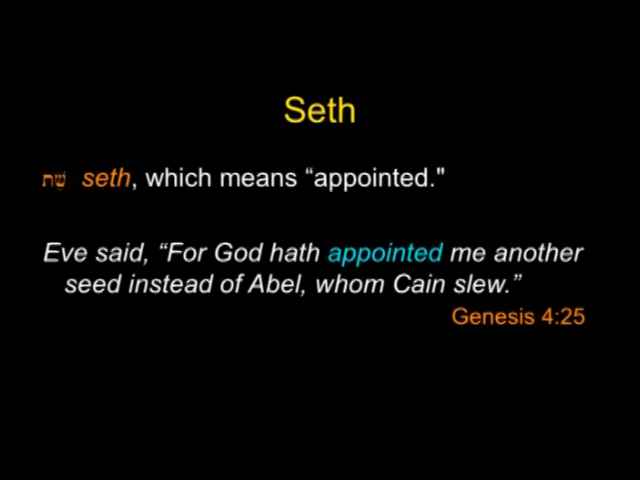 Seth
שֵׁת seth, which means “appointed."
Eve said, “For God hath appointed me another
seed instead of Abel, whom Cain slew.”
Genesis 4:25